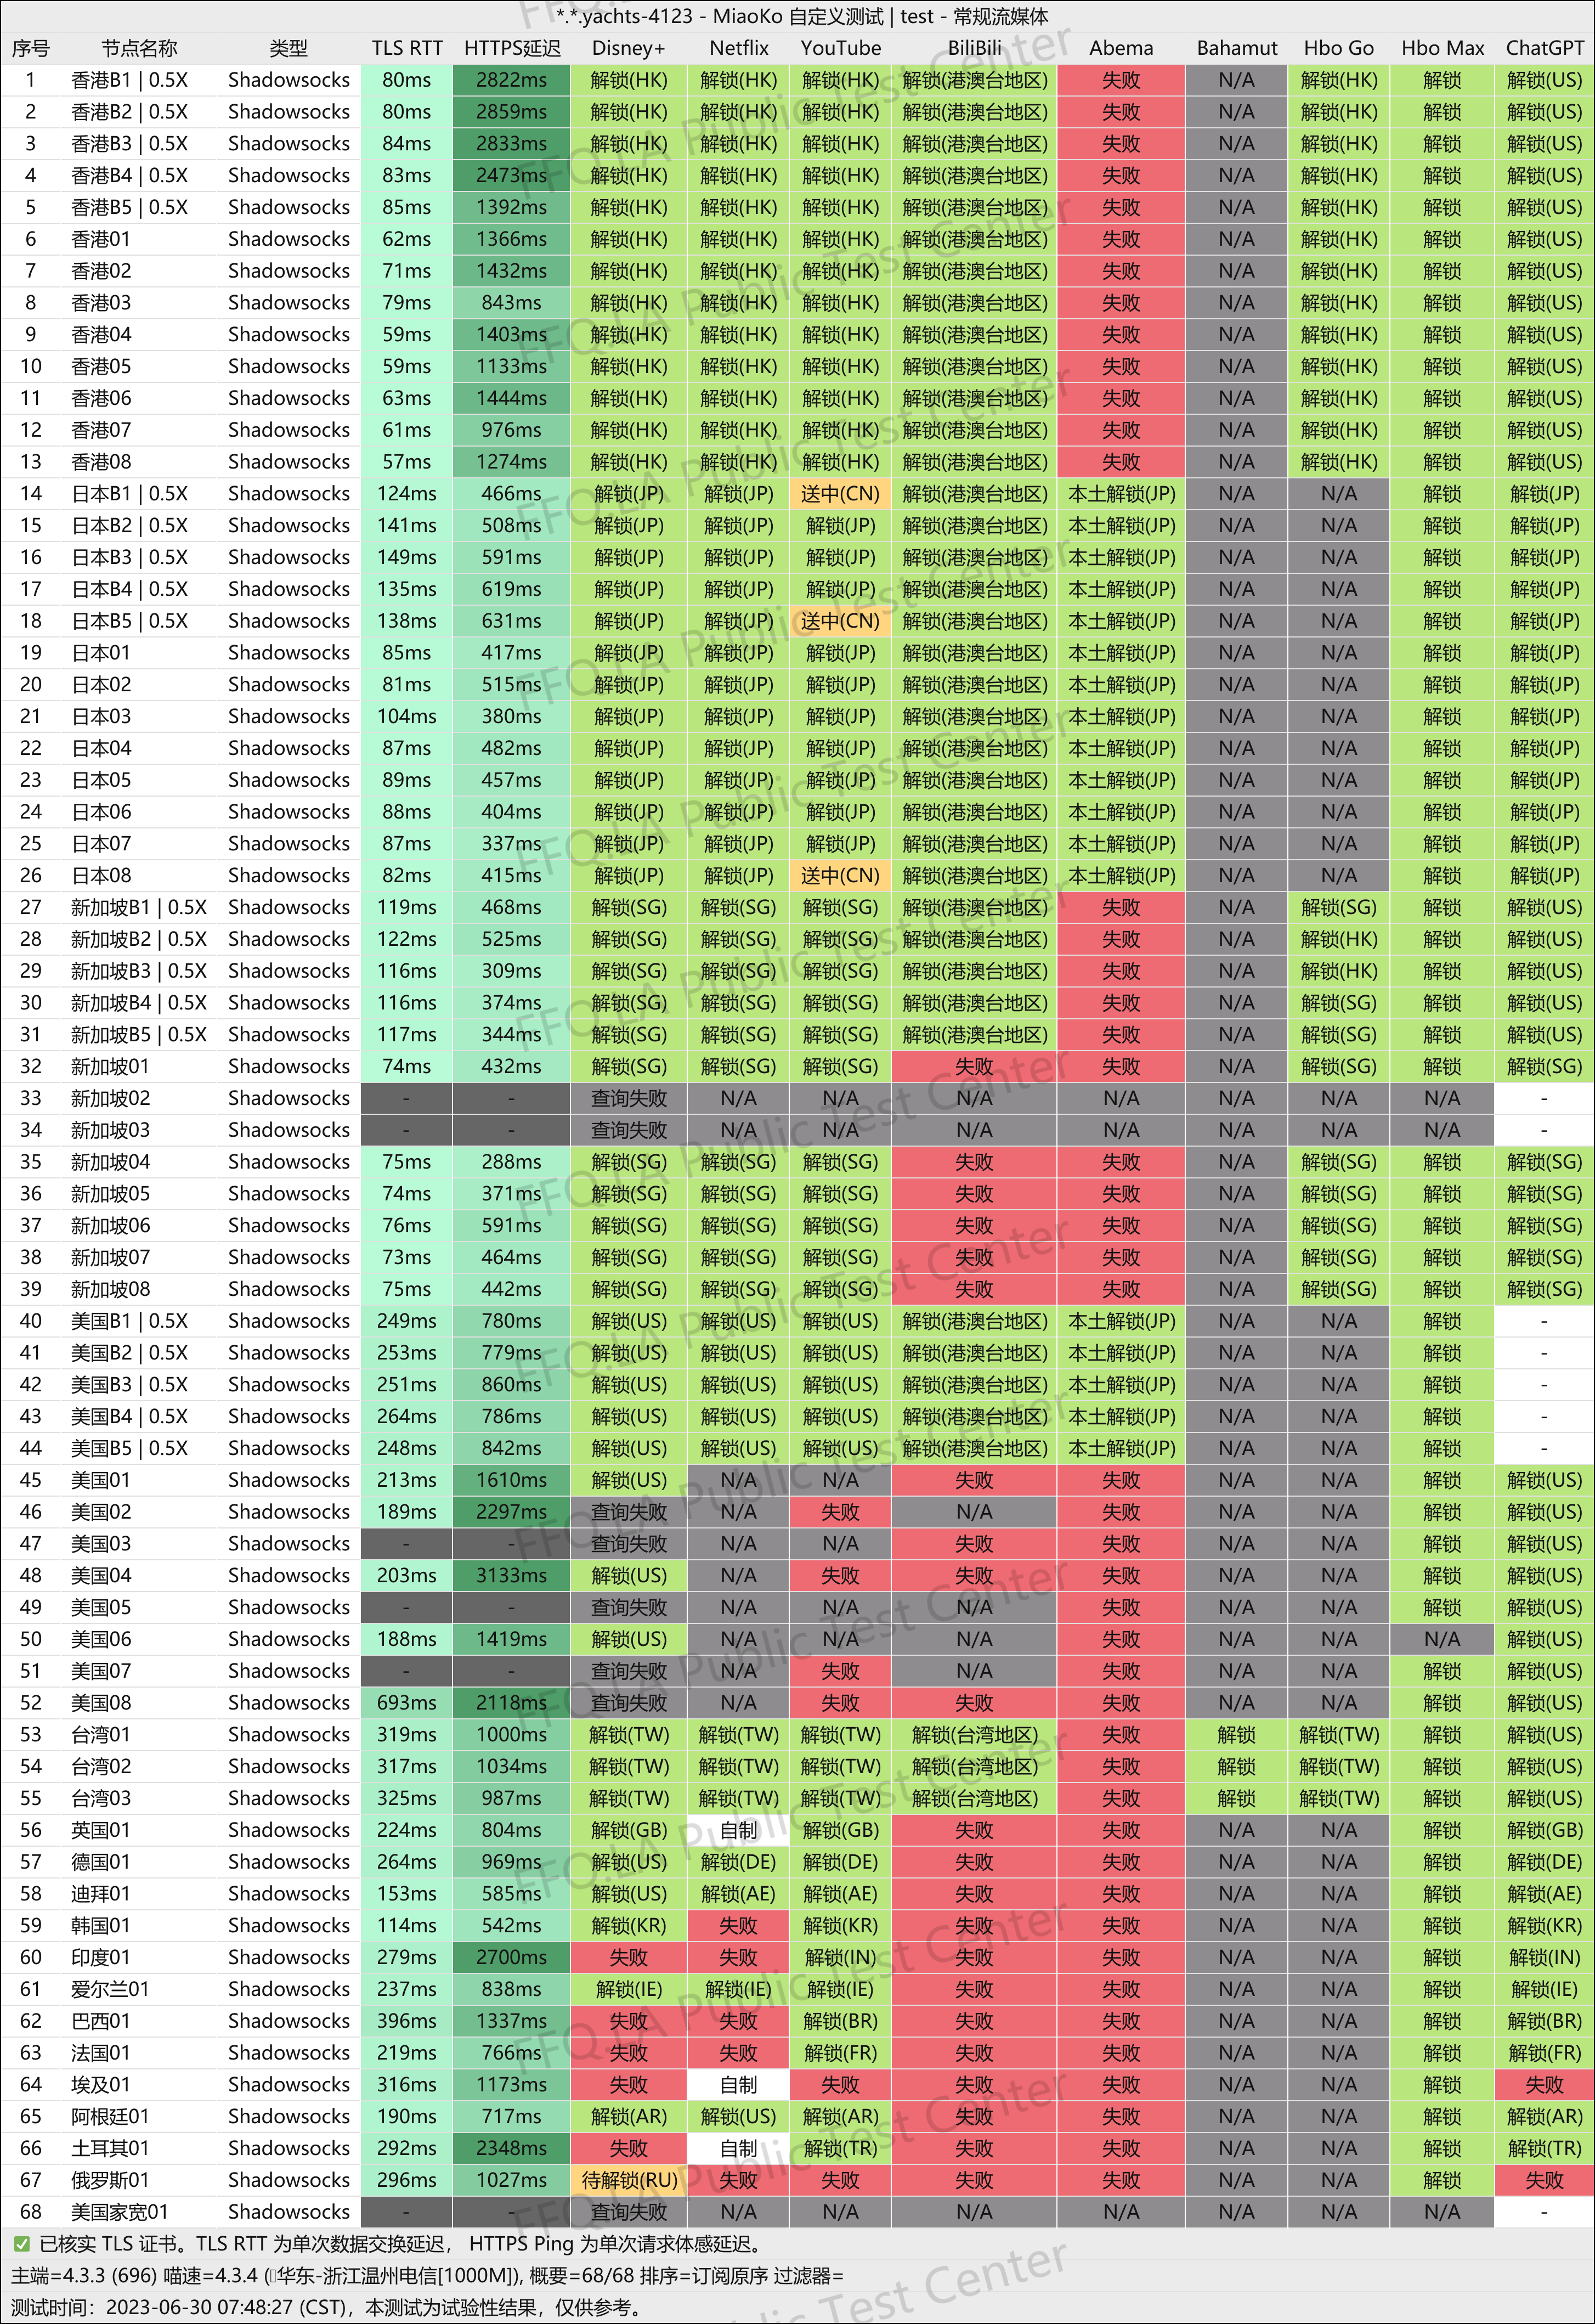 *.*.yachts-4123 - MiaoKo 自定义测试 | test - 常规流媒体
序号 节点名称 类型 TLS RTT HTTPS延迟 Disney+ Netflix YouTube BiliBili Abema Bahamut Hbo Go Hbo Max ChatGPT
1 香港B1 | 0.5X Shadowsocks 80ms 2822ms 解锁(HK) 解锁(HK) 解锁(HK) 解锁(港澳台地区) 失败 N/A 解锁(HK) 解锁 解锁(US)
2 香港B2 | 0.5X Shadowsocks 80ms 2859ms 解锁(HK) 解锁(HK) 解锁(HK) 解锁(港澳台地区) 失败 N/A 解锁(HK) 解锁 解锁(US)
3 香港B3 | 0.5X Shadowsocks 84ms 2833ms 解锁(HK) 解锁(HK) 解锁(HK) 解锁(港澳台地区) 失败 N/A 解锁(HK) 解锁 解锁(US)
4 香港B4 | 0.5X Shadowsocks 83ms 2473ms 解锁(HK) 解锁(HK) 解锁(HK) 解锁(港澳台地区) 失败 N/A 解锁(HK) 解锁 解锁(US)
5 香港B5 | 0.5X Shadowsocks 85ms 1392ms 解锁(HK) 解锁(HK) 解锁(HK) 解锁(港澳台地区) 失败 N/A 解锁(HK) 解锁 解锁(US)
6 香港01 Shadowsocks 62ms 1366ms 解锁(HK) 解锁(HK) 解锁(HK) 解锁(港澳台地区) 失败 N/A 解锁(HK) 解锁 解锁(US)
7 香港02 Shadowsocks 71ms 1432ms 解锁(HK) 解锁(HK) 解锁(HK) 解锁(港澳台地区) 失败 N/A 解锁(HK) 解锁 解锁(US)
8 香港03 Shadowsocks 79ms 843ms 解锁(HK) 解锁(HK) 解锁(HK) 解锁(港澳台地区) 失败 N/A 解锁(HK) 解锁 解锁(US)
9 香港04 Shadowsocks 59ms 1403ms 解锁(HK) 解锁(HK) 解锁(HK) 解锁(港澳台地区) 失败 N/A 解锁(HK) 解锁 解锁(US)
10 香港05 Shadowsocks 59ms 1133ms 解锁(HK) 解锁(HK) 解锁(HK) 解锁(港澳台地区) 失败 N/A 解锁(HK) 解锁 解锁(US)
11 香港06 Shadowsocks 63ms 1444ms 解锁(HK) 解锁(HK) 解锁(HK) 解锁(港澳台地区) 失败 N/A 解锁(HK) 解锁 解锁(US)
12 香港07 Shadowsocks 61ms 976ms 解锁(HK) 解锁(HK) 解锁(HK) 解锁(港澳台地区) 失败 N/A 解锁(HK) 解锁 解锁(US)
13 香港08 Shadowsocks 57ms 1274ms 解锁(HK) 解锁(HK) 解锁(HK) 解锁(港澳台地区) 失败 N/A 解锁(HK) 解锁 解锁(US)
14 日本B1 | 0.5X Shadowsocks 124ms 466ms 解锁(JP) 解锁(JP) 送中(CN) 解锁(港澳台地区) 本土解锁(JP) N/A N/A 解锁 解锁(JP)
15 日本B2 | 0.5X Shadowsocks 141ms 508ms 解锁(JP) 解锁(JP) 解锁(JP) 解锁(港澳台地区) 本土解锁(JP) N/A N/A 解锁 解锁(JP)
16 日本B3 | 0.5X Shadowsocks 149ms 591ms 解锁(JP) 解锁(JP) 解锁(JP) 解锁(港澳台地区) 本土解锁(JP) N/A N/A 解锁 解锁(JP)
17 日本B4 | 0.5X Shadowsocks 135ms 619ms 解锁(JP) 解锁(JP) 解锁(JP) 解锁(港澳台地区) 本土解锁(JP) N/A N/A 解锁 解锁(JP)
18 日本B5 | 0.5X Shadowsocks 138ms 631ms 解锁(JP) 解锁(JP) 送中(CN) 解锁(港澳台地区) 本土解锁(JP) N/A N/A 解锁 解锁(JP)
19 日本01 Shadowsocks 85ms 417ms 解锁(JP) 解锁(JP) 解锁(JP) 解锁(港澳台地区) 本土解锁(JP) N/A N/A 解锁 解锁(JP)
20 日本02 Shadowsocks 81ms 515ms 解锁(JP) 解锁(JP) 解锁(JP) 解锁(港澳台地区) 本土解锁(JP) N/A N/A 解锁 解锁(JP)
21 日本03 Shadowsocks 104ms 380ms 解锁(JP) 解锁(JP) 解锁(JP) 解锁(港澳台地区) 本土解锁(JP) N/A N/A 解锁 解锁(JP)
22 日本04 Shadowsocks 87ms 482ms 解锁(JP) 解锁(JP) 解锁(JP) 解锁(港澳台地区) 本土解锁(JP) N/A N/A 解锁 解锁(JP)
23 日本05 Shadowsocks 89ms 457ms 解锁(JP) 解锁(JP) 解锁(JP) 解锁(港澳台地区) 本土解锁(JP) N/A N/A 解锁 解锁(JP)
24 日本06 Shadowsocks 88ms 404ms 解锁(JP) 解锁(JP) 解锁(JP) 解锁(港澳台地区) 本土解锁(JP) N/A N/A 解锁 解锁(JP)
25 日本07 Shadowsocks 87ms 337ms 解锁(JP) 解锁(JP) 解锁(JP) 解锁(港澳台地区) 本土解锁(JP) N/A N/A 解锁 解锁(JP)
26 日本08 Shadowsocks 82ms 415ms 解锁(JP) 解锁(JP) 送中(CN) 解锁(港澳台地区) 本土解锁(JP) N/A N/A 解锁 解锁(JP)
27 新加坡B1 | 0.5X Shadowsocks 119ms 468ms 解锁(SG) 解锁(SG) 解锁(SG) 解锁(港澳台地区) 失败 N/A 解锁(SG) 解锁 解锁(US)
28 新加坡B2 | 0.5X Shadowsocks 122ms 525ms 解锁(SG) 解锁(SG) 解锁(SG) 解锁(港澳台地区) 失败 N/A 解锁(HK) 解锁 解锁(US)
29 新加坡B3 | 0.5X Shadowsocks 116ms 309ms 解锁(SG) 解锁(SG) 解锁(SG) 解锁(港澳台地区) 失败 N/A 解锁(HK) 解锁 解锁(US)
30 新加坡B4 | 0.5X Shadowsocks 116ms 374ms 解锁(SG) 解锁(SG) 解锁(SG) 解锁(港澳台地区) 失败 N/A 解锁(SG) 解锁 解锁(US)
31 新加坡B5 | 0.5X Shadowsocks 117ms 344ms 解锁(SG) 解锁(SG) 解锁(SG) 解锁(港澳台地区) 失败 N/A 解锁(SG) 解锁 解锁(US)
32 新加坡01 Shadowsocks 74ms 432ms 解锁(SG) 解锁(SG) 解锁(SG) 失败 失败 N/A 解锁(SG) 解锁 解锁(SG)
33 新加坡02 Shadowsocks - - 查询失败 N/A N/A N/A N/A N/A N/A N/A -
34 新加坡03 Shadowsocks - - 查询失败 N/A N/A N/A N/A N/A N/A N/A -
35 新加坡04 Shadowsocks 75ms 288ms 解锁(SG) 解锁(SG) 解锁(SG) 失败 失败 N/A 解锁(SG) 解锁 解锁(SG)
36 新加坡05 Shadowsocks 74ms 371ms 解锁(SG) 解锁(SG) 解锁(SG) 失败 失败 N/A 解锁(SG) 解锁 解锁(SG)
37 新加坡06 Shadowsocks 76ms 591ms 解锁(SG) 解锁(SG) 解锁(SG) 失败 失败 N/A 解锁(SG) 解锁 解锁(SG)
38 新加坡07 Shadowsocks 73ms 464ms 解锁(SG) 解锁(SG) 解锁(SG) 失败 失败 N/A 解锁(SG) 解锁 解锁(SG)
39 新加坡08 Shadowsocks 75ms 442ms 解锁(SG) 解锁(SG) 解锁(SG) 失败 失败 N/A 解锁(SG) 解锁 解锁(SG)
40 美国B1 | 0.5X Shadowsocks 249ms 780ms 解锁(US) 解锁(US) 解锁(US) 解锁(港澳台地区) 本土解锁(JP) N/A N/A 解锁 -
41 美国B2 | 0.5X Shadowsocks 253ms 779ms 解锁(US) 解锁(US) 解锁(US) 解锁(港澳台地区) 本土解锁(JP) N/A N/A 解锁 -
42 美国B3 | 0.5X Shadowsocks 251ms 860ms 解锁(US) 解锁(US) 解锁(US) 解锁(港澳台地区) 本土解锁(JP) N/A N/A 解锁 -
43 美国B4 | 0.5X Shadowsocks 264ms 786ms 解锁(US) 解锁(US) 解锁(US) 解锁(港澳台地区) 本土解锁(JP) N/A N/A 解锁 -
44 美国B5 | 0.5X Shadowsocks 248ms 842ms 解锁(US) 解锁(US) 解锁(US) 解锁(港澳台地区) 本土解锁(JP) N/A N/A 解锁 -
45 美国01 Shadowsocks 213ms 1610ms 解锁(US) N/A N/A 失败 失败 N/A N/A 解锁 解锁(US)
46 美国02 Shadowsocks 189ms 2297ms 查询失败 N/A 失败 N/A 失败 N/A N/A 解锁 解锁(US)
47 美国03 Shadowsocks - - 查询失败 N/A N/A 失败 失败 N/A N/A 解锁 解锁(US)
48 美国04 Shadowsocks 203ms 3133ms 解锁(US) N/A 失败 失败 失败 N/A N/A 解锁 解锁(US)
49 美国05 Shadowsocks - - 查询失败 N/A N/A N/A 失败 N/A N/A 解锁 解锁(US)
50 美国06 Shadowsocks 188ms 1419ms 解锁(US) N/A N/A N/A 失败 N/A N/A N/A 解锁(US)
51 美国07 Shadowsocks - - 查询失败 N/A 失败 N/A 失败 N/A N/A 解锁 解锁(US)
52 美国08 Shadowsocks 693ms 2118ms 查询失败 N/A 失败 失败 失败 N/A N/A 解锁 解锁(US)
53 台湾01 Shadowsocks 319ms 1000ms 解锁(TW) 解锁(TW) 解锁(TW) 解锁(台湾地区) 失败 解锁 解锁(TW) 解锁 解锁(US)
54 台湾02 Shadowsocks 317ms 1034ms 解锁(TW) 解锁(TW) 解锁(TW) 解锁(台湾地区) 失败 解锁 解锁(TW) 解锁 解锁(US)
55 台湾03 Shadowsocks 325ms 987ms 解锁(TW) 解锁(TW) 解锁(TW) 解锁(台湾地区) 失败 解锁 解锁(TW) 解锁 解锁(US)
56 英国01 Shadowsocks 224ms 804ms 解锁(GB) 自制 解锁(GB) 失败 失败 N/A N/A 解锁 解锁(GB)
57 德国01 Shadowsocks 264ms 969ms 解锁(US) 解锁(DE) 解锁(DE) 失败 失败 N/A N/A 解锁 解锁(DE)
58 迪拜01 Shadowsocks 153ms 585ms 解锁(US) 解锁(AE) 解锁(AE) 失败 失败 N/A N/A 解锁 解锁(AE)
59 韩国01 Shadowsocks 114ms 542ms 解锁(KR) 失败 解锁(KR) 失败 失败 N/A N/A 解锁 解锁(KR)
60 印度01 Shadowsocks 279ms 2700ms 失败 失败 解锁(IN) 失败 失败 N/A N/A 解锁 解锁(IN)
61 爱尔兰01 Shadowsocks 237ms 838ms 解锁(IE) 解锁(IE) 解锁(IE) 失败 失败 N/A N/A 解锁 解锁(IE)
62 巴西01 Shadowsocks 396ms 1337ms 失败 失败 解锁(BR) 失败 失败 N/A N/A 解锁 解锁(BR)
63 法国01 Shadowsocks 219ms 766ms 失败 失败 解锁(FR) 失败 失败 N/A N/A 解锁 解锁(FR)
64 埃及01 Shadowsocks 316ms 1173ms 失败 自制 失败 失败 失败 N/A N/A 解锁 失败
65 阿根廷01 Shadowsocks 190ms 717ms 解锁(AR) 解锁(US) 解锁(AR) 失败 失败 N/A N/A 解锁 解锁(AR)
66 土耳其01 Shadowsocks 292ms 2348ms 失败 自制 解锁(TR) 失败 失败 N/A N/A 解锁 解锁(TR)
67 俄罗斯01 Shadowsocks 296ms 1027ms 待解锁(RU) 失败 失败 失败 失败 N/A N/A 解锁 失败
68 美国家宽01 Shadowsocks - - 查询失败 N/A N/A N/A N/A N/A N/A N/A -
✅ 已核实 TLS 证书。TLS RTT 为单次数据交换延迟， HTTPS Ping 为单次请求体感延迟。
主端=4.3.3 (696) 喵速=4.3.4 (华东-浙江温州电信[1000M]), 概要=68/68 排序=订阅原序 过滤器=
测试时间：2023-06-30 07:48:27 (CST)，本测试为试验性结果，仅供参考。
FFQ.LA Public Test Center